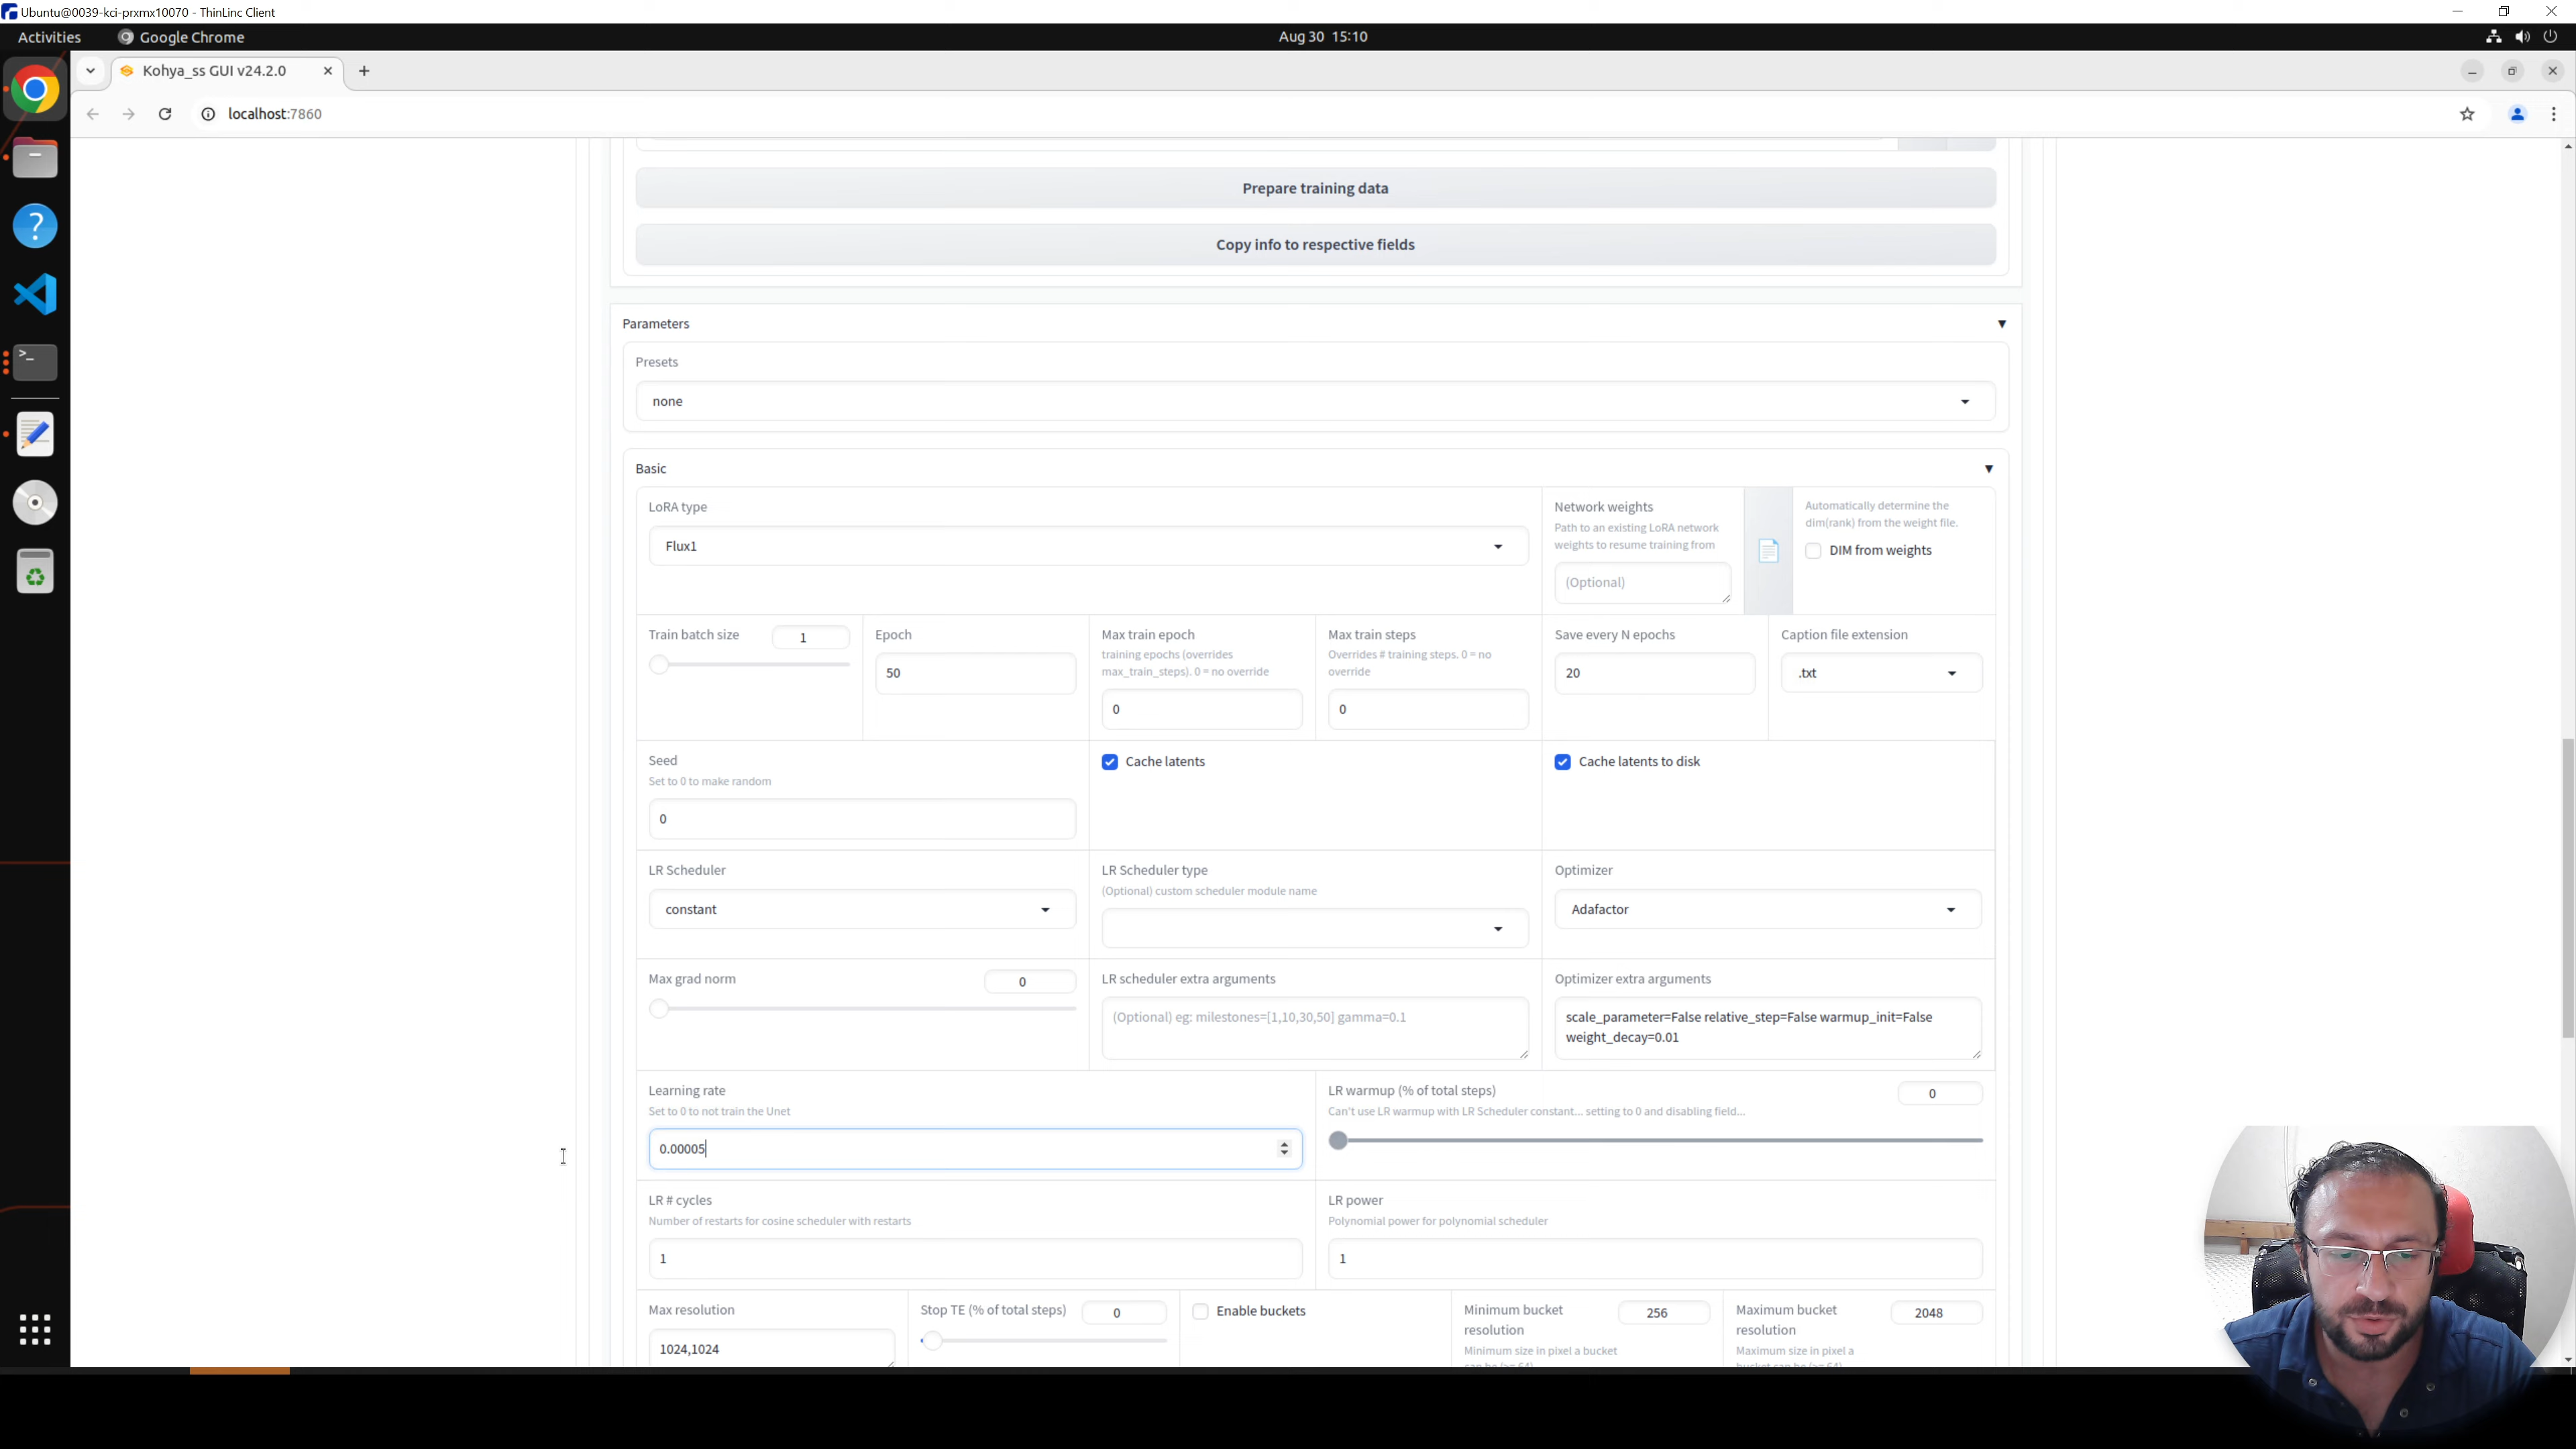 Ubuntu@0039-kci-prxmx10070 - ThinLinc Client
Activities
Google Chrome
Aug 30 15:10
Kohya_ss GUI v24.2.0
localhost:7860
Prepare training data
Copy info to respective fields
Parameters
Presets
none
Basic
LoRA type
Flux1
Network weights
Path to an existing LoRA network
weights to resume training from
(Optional)
Automatically determine the
dim(rank) from the weight file.
DIM from weights
Train batch size
1
Epoch
50
Max train epoch
training epochs (overrides
max_train_steps). 0 = no override
0
Max train steps
Overrides # training steps. 0 = no
override
0
Save every N epochs
20
Caption file extension
.txt
Seed
Set to 0 to make random
0
Cache latents
Cache latents to disk
LR Scheduler
constant
LR Scheduler type
(Optional) custom scheduler module name
Optimizer
Adafactor
Max grad norm
0
LR scheduler extra arguments
(Optional) eg: milestones=[1,10,30,50] gamma=0.1
Optimizer extra arguments
scale_parameter=False relative_step=False warmup_init=False
weight_decay=0.01
Learning rate
Set to 0 to not train the Unet
0.00005
LR warmup (% of total steps)
0
Can't use LR warmup with LR Scheduler constant... setting to 0 and disabling field...
LR # cycles
Number of restarts for cosine scheduler with restarts
1
LR power
Polynomial power for polynomial scheduler
1
Max resolution
1024,1024
Stop TE (% of total steps)
0
Enable buckets
Minimum bucket
resolution
256
Minimum size in pixel a bucket
can be (>= 64)
Maximum bucket
resolution
2048
Maximum size in pixel a
bucket can be (>= 64)